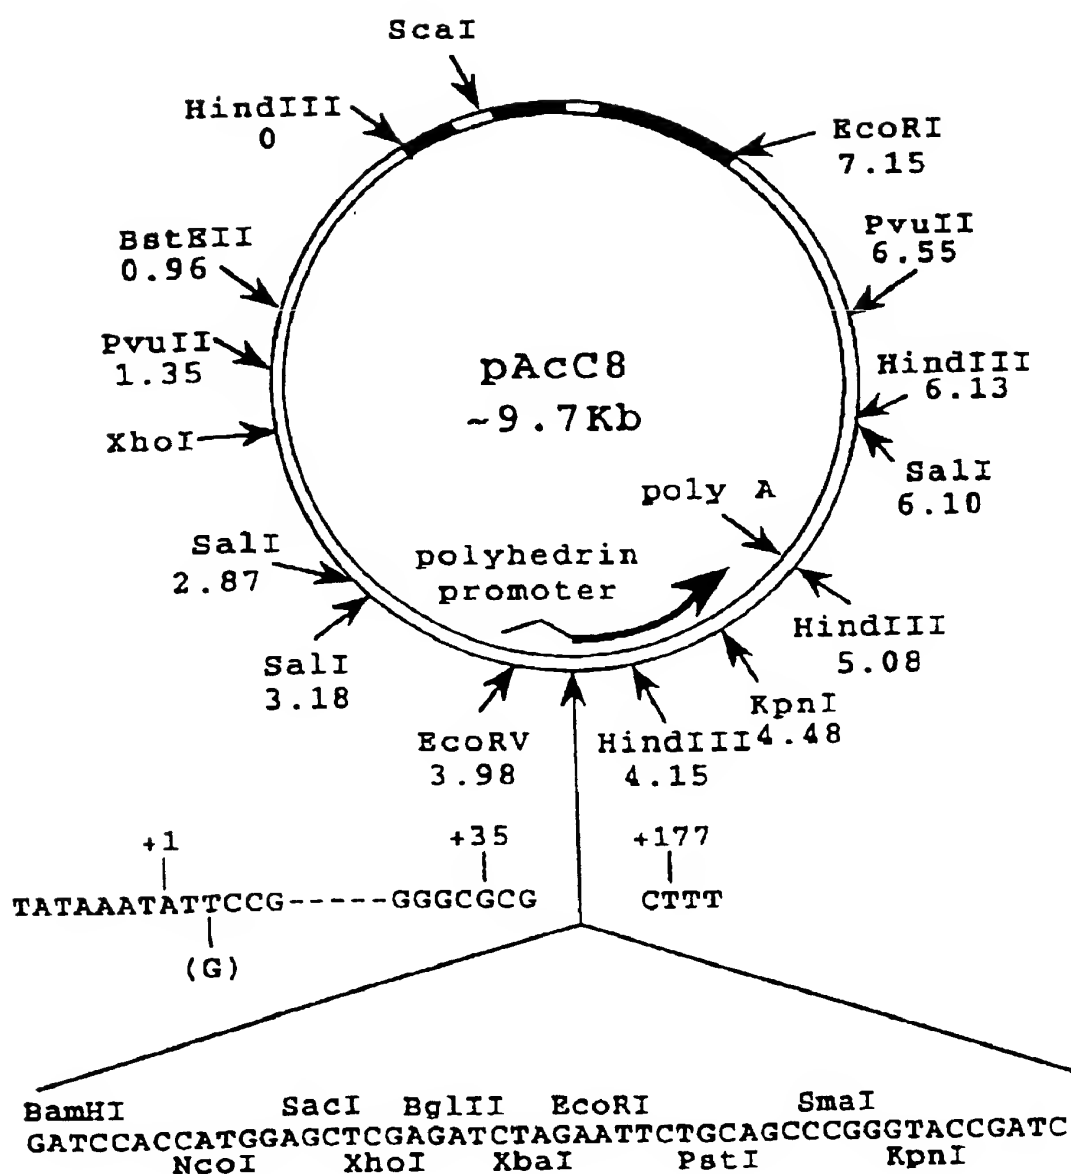 ScaI
HindIII
0
EcoRI
7.15
BstEII
0.96
PvuII
6.55
PvuII
1.35
pAcC8
~9.7Kb
HindIII
6.13
XhoI
SalI
6.10
poly A
SalI
2.87
polyhedrin
promoter
HindIII
5.08
SalI
3.18
KpnI
4.48
EcoRV
3.98
HindIII
4.15
+1
+35
+177
TATAAATATTCCG-----GGGCGCG
CTTT
(G)
BamHI
SacI
BglII
EcoRI
SmaI
GATCCACCATGGAGCTCGAGATCTAGAATTCTGCAGCCCGGGTACCGATC
NcoI
XhoI
XbaI
PstI
KpnI